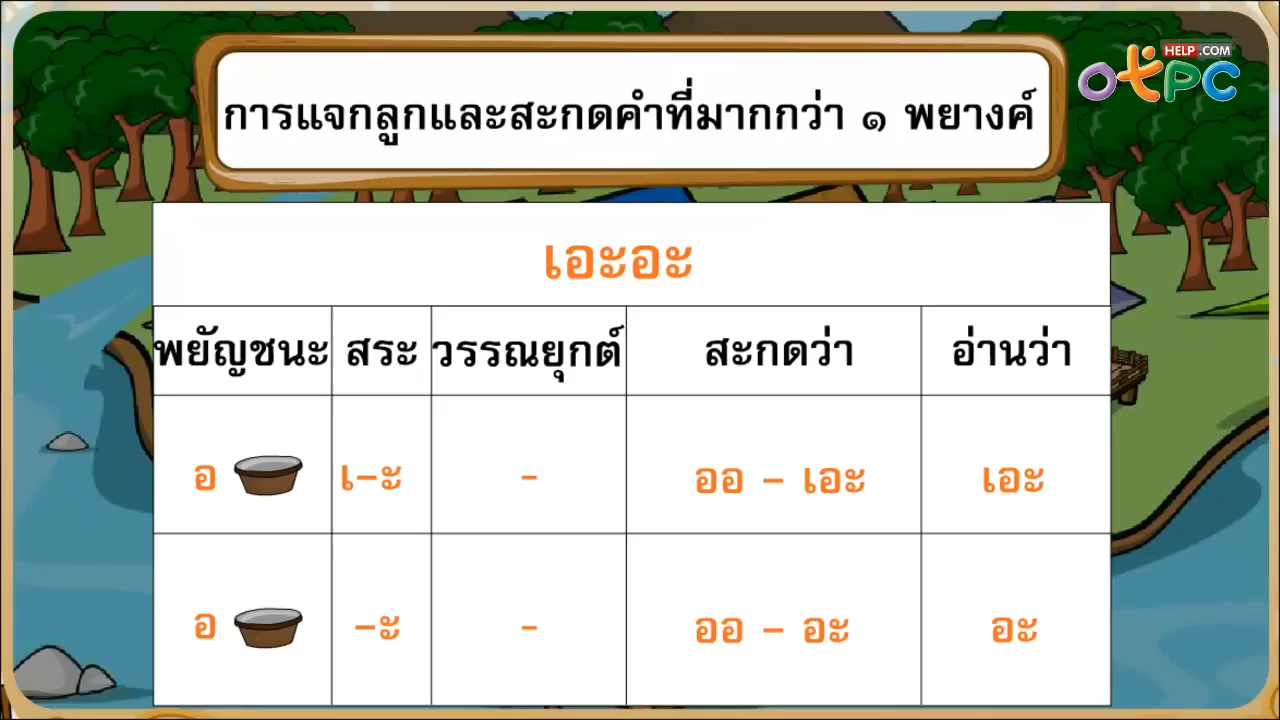 HELP .COM
OTPC
การแจกลูกและสะกดคำที่มากกว่า ๑ พยางค์
เอะอะ
พยัญชนะ สระ วรรณยุกต์ สะกดว่า อ่านว่า
อ เ-ะ - ออ - เอะ เอะ
อ -ะ - ออ - อะ อะ